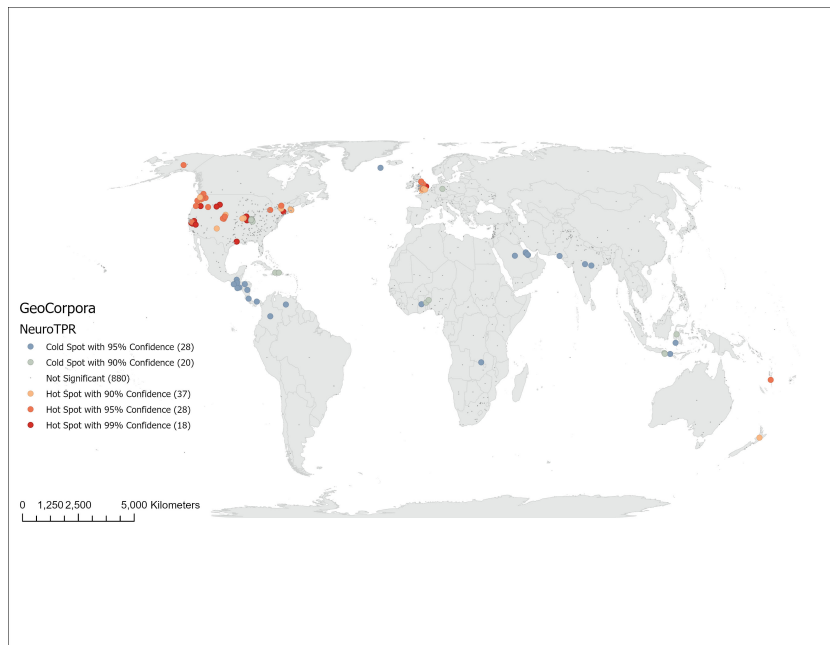 GeoCorpora
NeuroTPR
Cold Spot with 95% Confidence (28)
Cold Spot with 90% Confidence (20)
Not Significant (880)
Hot Spot with 90% Confidence (37)
Hot Spot with 95% Confidence (28)
Hot Spot with 99% Confidence (18)
0 1,250 2,500 5,000 Kilometers